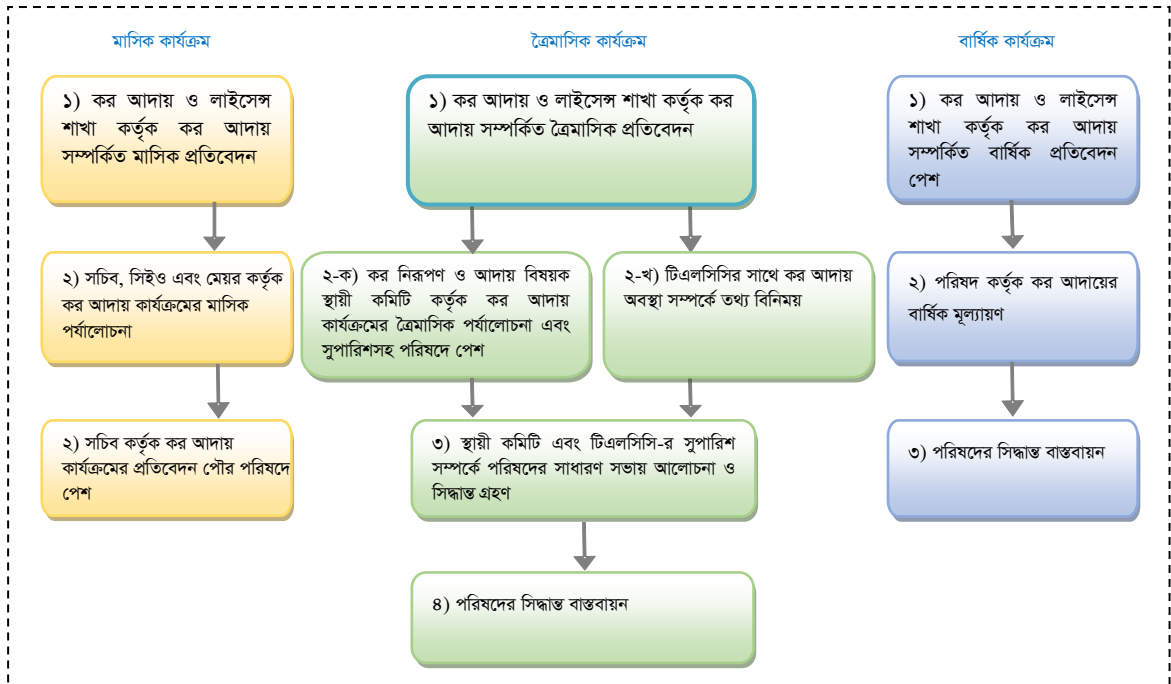 মাসিক কার্যক্রম
১) কর আদায় ও লাইসেন্স
শাখা কর্তৃক কর আদায়
সম্পর্কিত মাসিক প্রতিবেদন
২) সচিব, সিইও এবং মেয়র কর্তৃক
কর আদায় কার্যক্রমের মাসিক
পর্যালোচনা
২) সচিব কর্তৃক কর আদায়
কার্যক্রমের প্রতিবেদন পৌর পরিষদে
পেশ
ত্রৈমাসিক কার্যক্রম
১) কর আদায় ও লাইসেন্স শাখা কর্তৃক কর
আদায় সম্পর্কিত ত্রৈমাসিক প্রতিবেদন
২-ক) কর নিরূপণ ও আদায় বিষয়ক
স্থায়ী কমিটি কর্তৃক কর আদায়
কার্যক্রমের ত্রৈমাসিক পর্যালোচনা এবং
সুপারিশসহ পরিষদে পেশ
২-খ) টিএলসিসির সাথে কর আদায়
অবস্থা সম্পর্কে তথ্য বিনিময়
৩) স্থায়ী কমিটি এবং টিএলসিসি-র সুপারিশ
সম্পর্কে পরিষদের সাধারণ সভায় আলোচনা ও
সিদ্ধান্ত গ্রহণ
৪) পরিষদের সিদ্ধান্ত বাস্তবায়ন
বার্ষিক কার্যক্রম
১) কর আদায় ও লাইসেন্স
শাখা কর্তৃক কর আদায়
সম্পর্কিত বার্ষিক প্রতিবেদন
পেশ
২) পরিষদ কর্তৃক কর আদায়ের
বার্ষিক মূল্যায়ণ
৩) পরিষদের সিদ্ধান্ত বাস্তবায়ন